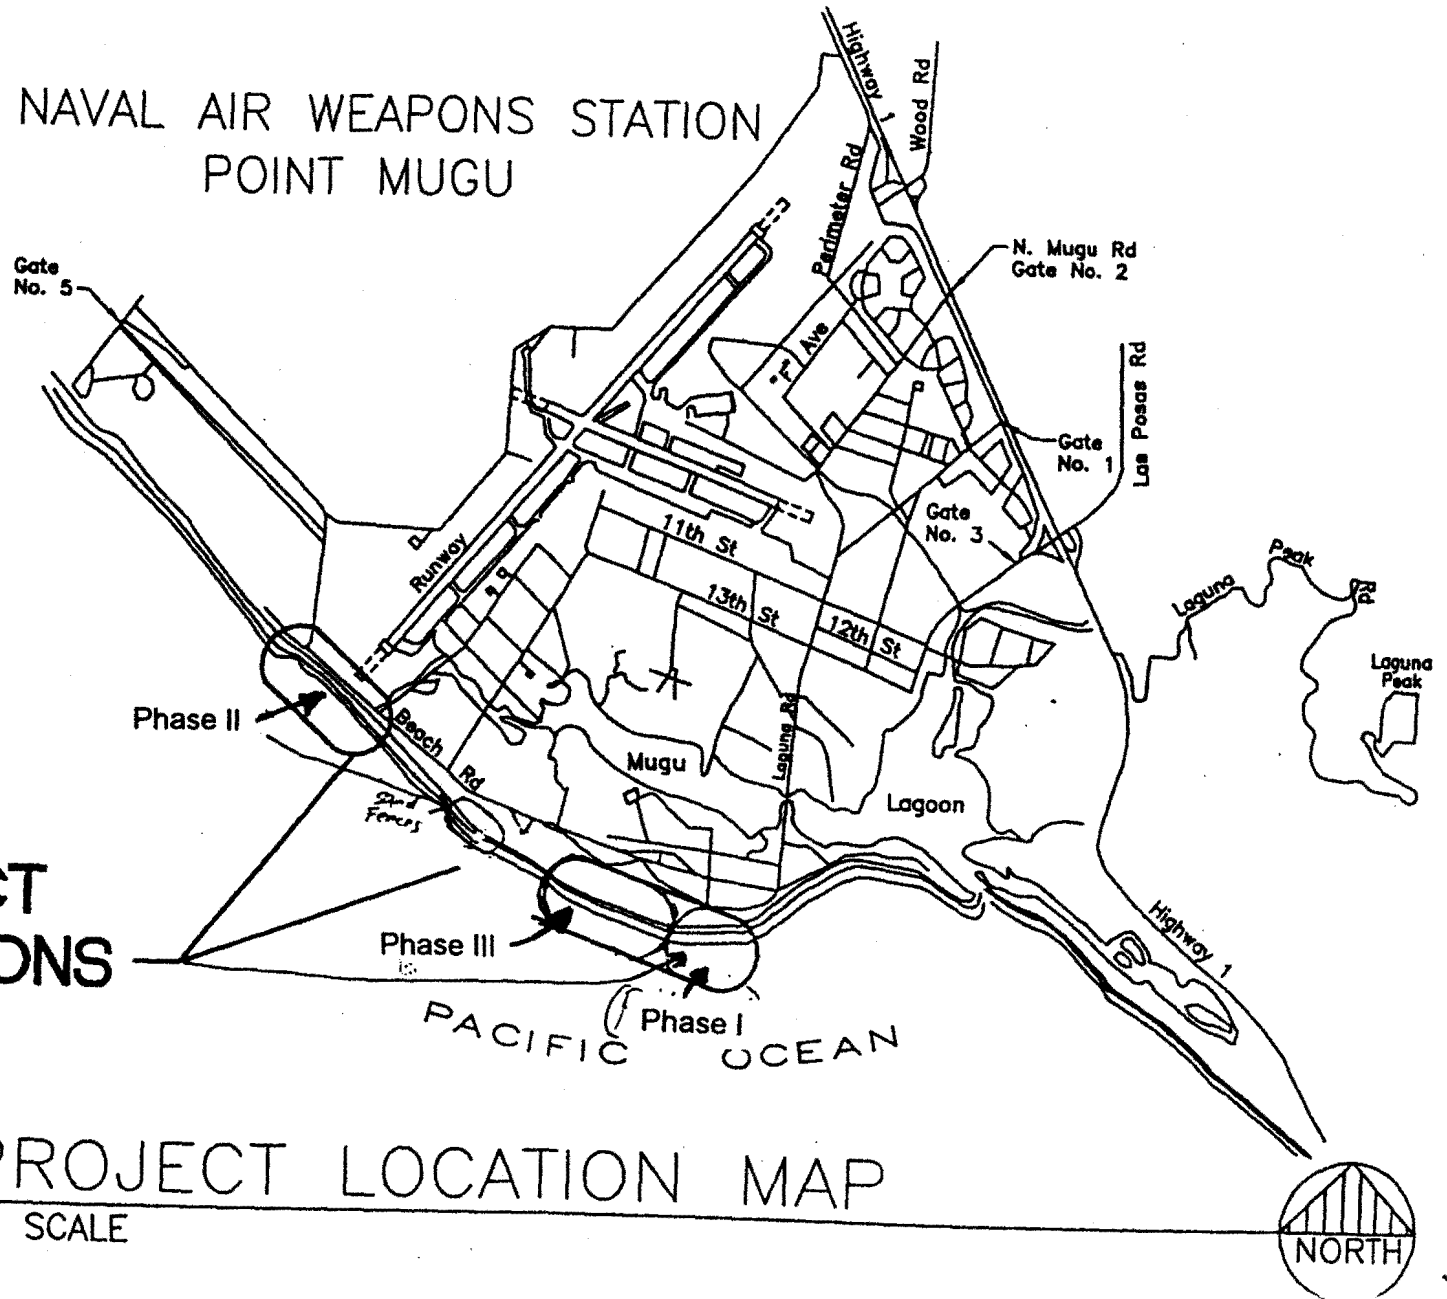 NAVAL AIR WEAPONS STATION
POINT MUGU
Highway 1
Wood Rd
Perimeter Rd
N. Mugu Rd
Gate No. 2
Gate
No. 5
"F" Ave
Las Posas Rd
Gate
No. 1
Gate
No. 3
11th St
Runway
13th St
12th St
Laguna Peak Rd
Laguna
Peak
Phase II
Beach Rd
Laguna Rd
Mugu
Lagoon
Sand
Fences
CT
ONS
Phase III
Highway 1
Phase I
PACIFIC OCEAN
PROJECT LOCATION MAP
SCALE
NORTH